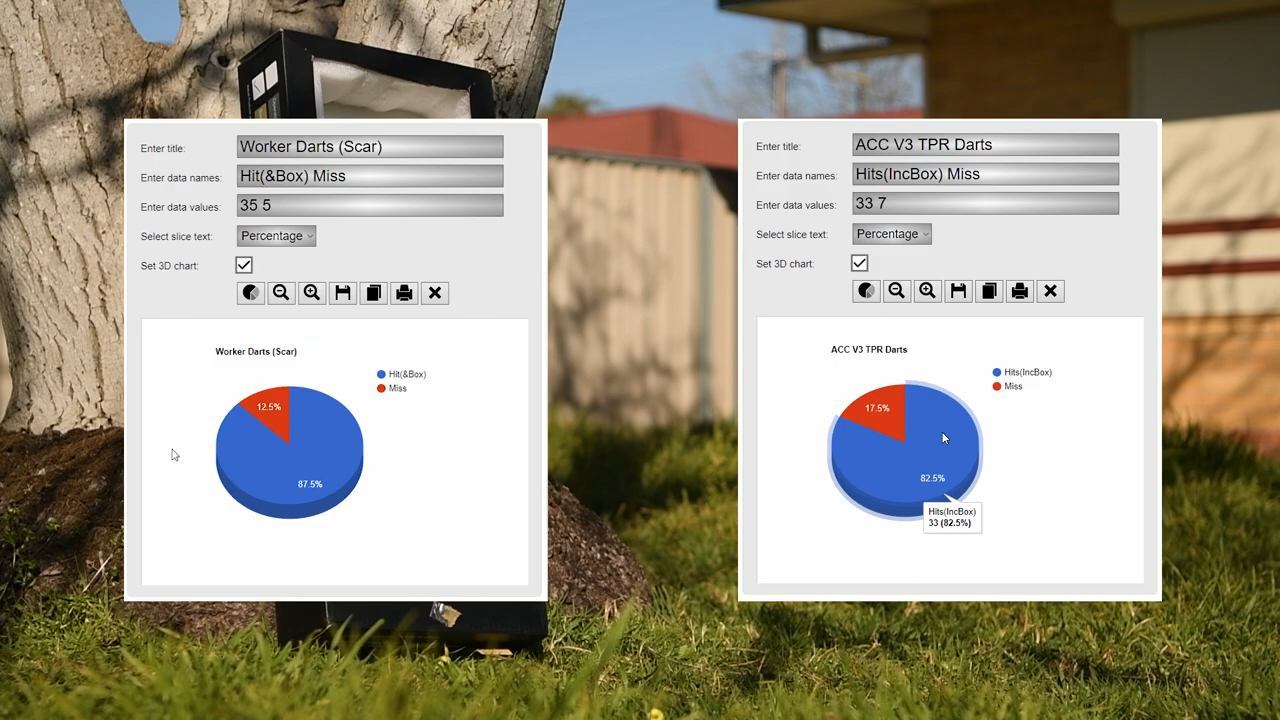 Enter title:
Worker Darts (Scar)
Enter data names:
Hit(&Box) Miss
Enter data values:
35 5
Select slice text:
Percentage
Set 3D chart:
Worker Darts (Scar)
Hit(&Box)
Miss
12.5%
87.5%
Enter title:
ACC V3 TPR Darts
Enter data names:
Hits(IncBox) Miss
Enter data values:
33 7
Select slice text:
Percentage
Set 3D chart:
ACC V3 TPR Darts
Hits(IncBox)
Miss
17.5%
82.5%
Hits(IncBox)
33 (82.5%)